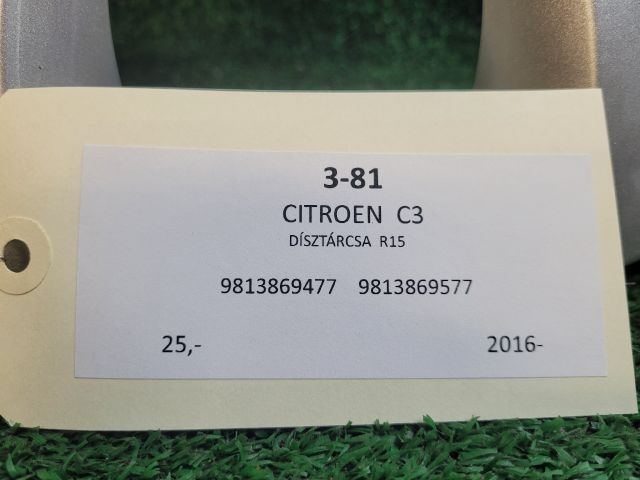 3-81
CITROEN C3
DÍSZTÁRCSA R15
9813869477 9813869577
25,- 2016-